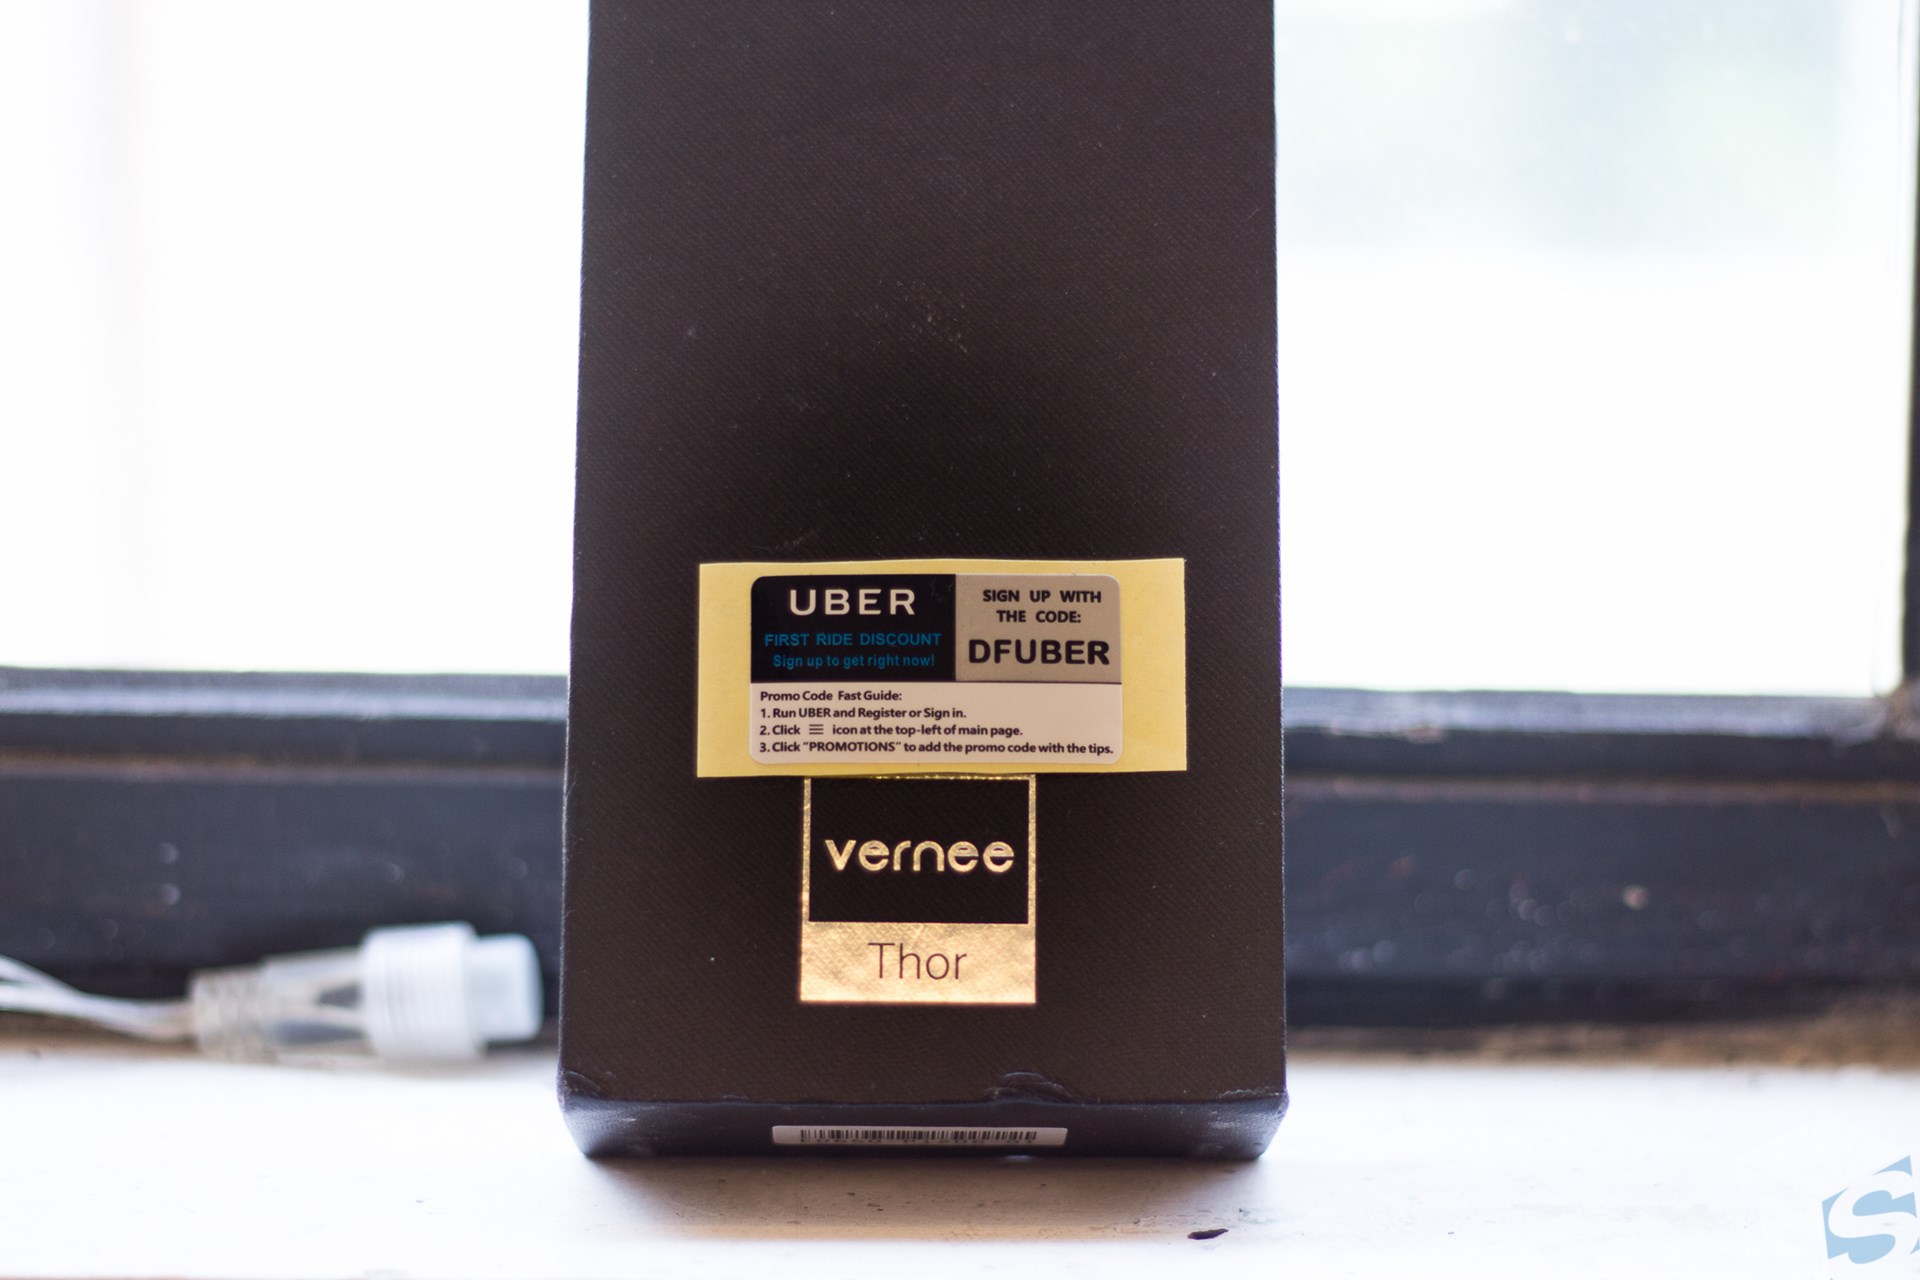 UBER
FIRST RIDE DISCOUNT
Sign up to get right now!
SIGN UP WITH
THE CODE:
DFUBER
Promo Code Fast Guide:
1. Run UBER and Register or Sign in.
2. Click ☰ icon at the top-left of main page.
3. Click "PROMOTIONS" to add the promo code with the tips.
vernee
Thor
S